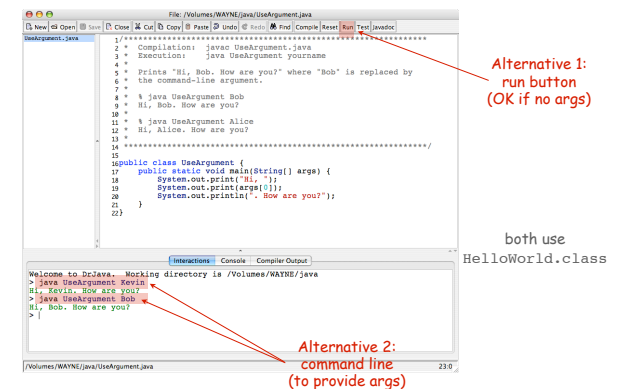 File: /Volumes/WAYNE/java/UseArgument.java
New Open Save Close Cut Copy Paste Undo Redo Find Compile Reset Run Test Javadoc
UseArgument.java
1 /******************************************************************
2 *  Compilation:  javac UseArgument.java
3 *  Execution:    java UseArgument yourname
4 *
5 *  Prints "Hi, Bob. How are you?" where "Bob" is replaced by
6 *  the command-line argument.
7 *
8 *  % java UseArgument Bob
9 *  Hi, Bob. How are you?
10 *
11 *  % java UseArgument Alice
12 *  Hi, Alice. How are you?
13 *
14 ******************************************************************/
15
16 public class UseArgument {
17     public static void main(String[] args) {
18         System.out.print("Hi, ");
19         System.out.print(args[0]);
20         System.out.println(". How are you?");
21     }
22 }
Alternative 1:
run button
(OK if no args)
both use
HelloWorld.class
Interactions Console Compiler Output
Welcome to DrJava.  Working directory is /Volumes/WAYNE/java
> java UseArgument Kevin
Hi, Kevin. How are you?
> java UseArgument Bob
Hi, Bob. How are you?
>
Alternative 2:
command line
(to provide args)
/Volumes/WAYNE/java/UseArgument.java 23:0